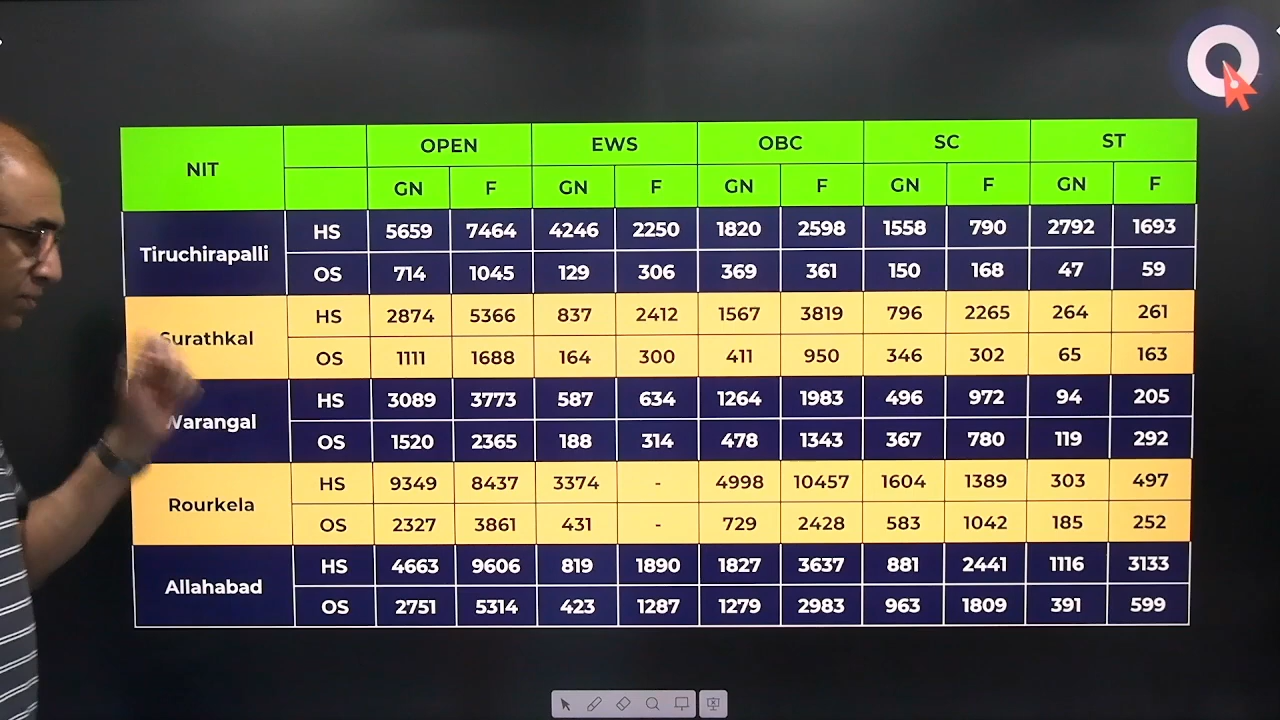 NIT OPEN EWS OBC SC ST
GN F GN F GN F GN F GN F
Tiruchirapalli HS 5659 7464 4246 2250 1820 2598 1558 790 2792 1693
OS 714 1045 129 306 369 361 150 168 47 59
Surathkal HS 2874 5366 837 2412 1567 3819 796 2265 264 261
OS 1111 1688 164 300 411 950 346 302 65 163
Warangal HS 3089 3773 587 634 1264 1983 496 972 94 205
OS 1520 2365 188 314 478 1343 367 780 119 292
Rourkela HS 9349 8437 3374 - 4998 10457 1604 1389 303 497
OS 2327 3861 431 - 729 2428 583 1042 185 252
Allahabad HS 4663 9606 819 1890 1827 3637 881 2441 1116 3133
OS 2751 5314 423 1287 1279 2983 963 1809 391 599